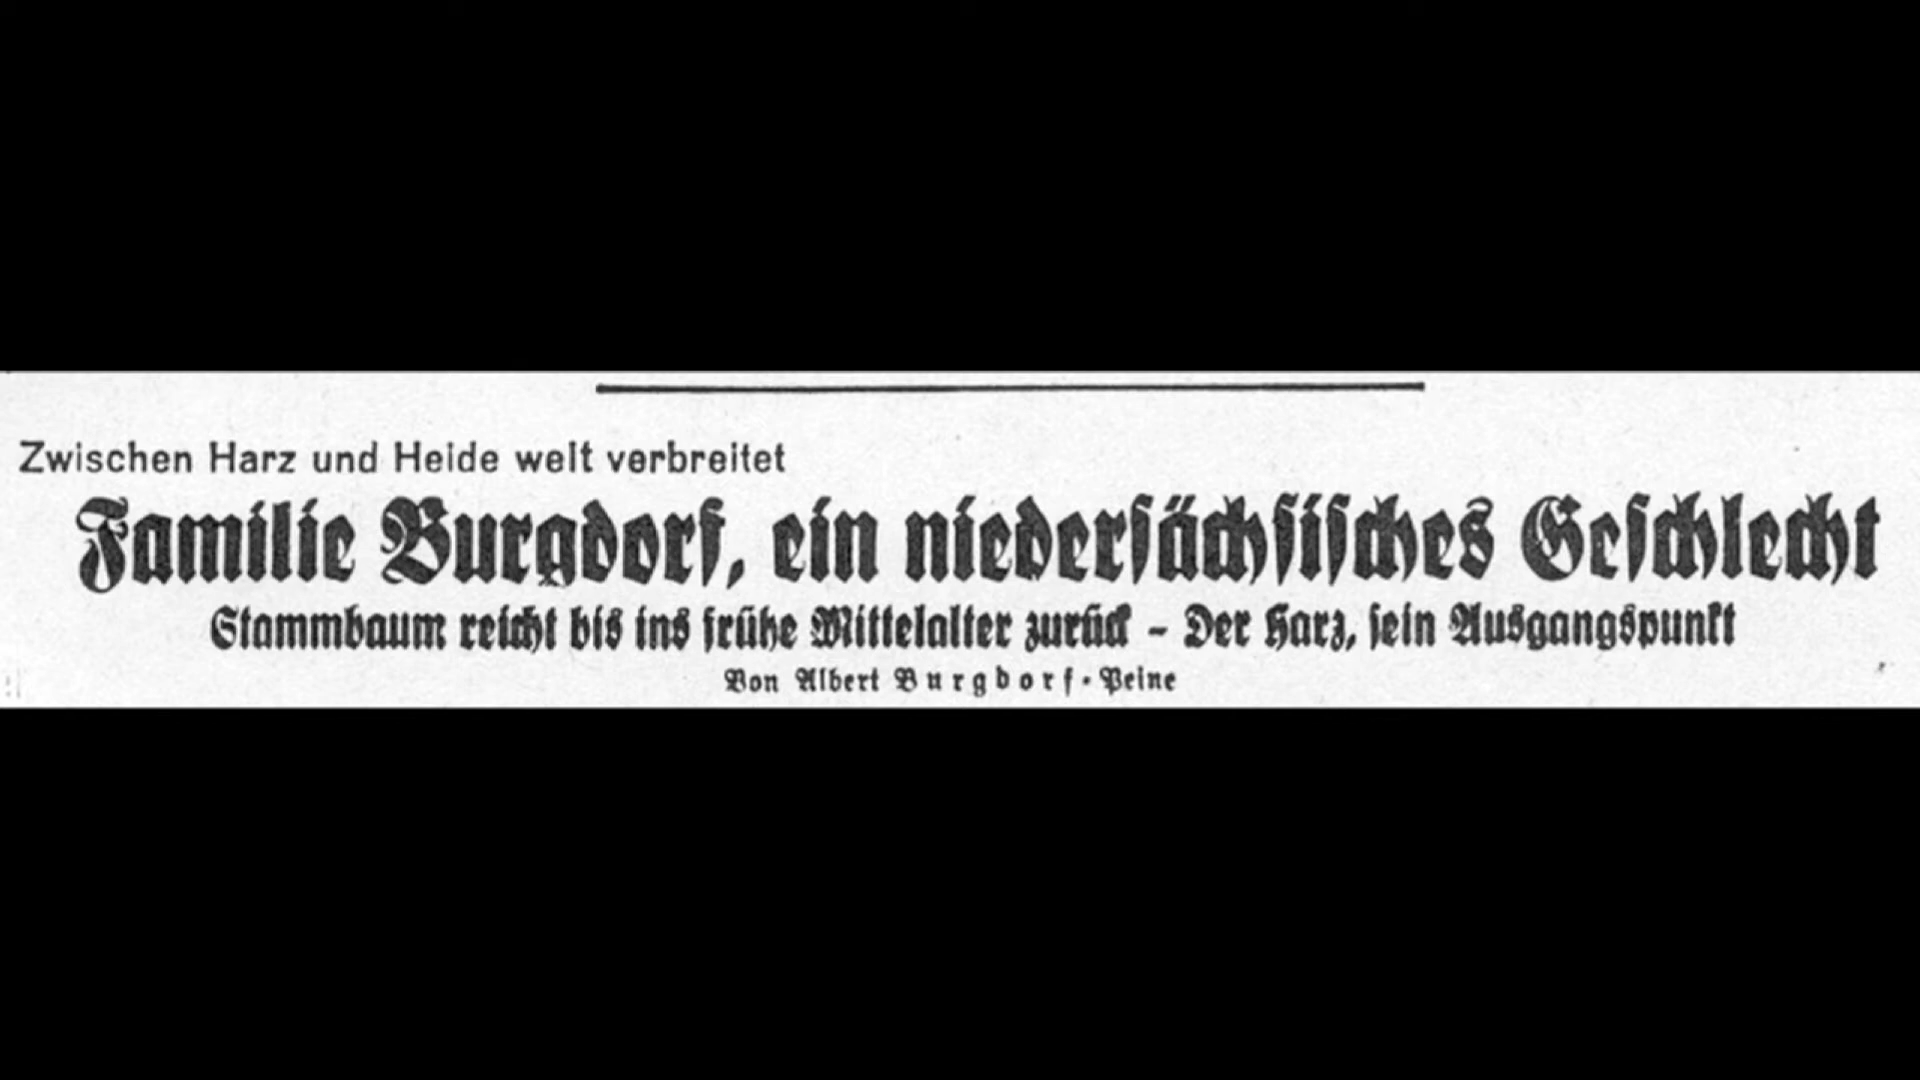 Zwischen Harz und Heide weit verbreitet
Familie Burgdorf, ein niedersächsisches Geschlecht
Stammbaum reicht bis ins frühe Mittelalter zurück - Der Harz, sein Ausgangspunkt
Von Albert Burgdorf-Peine